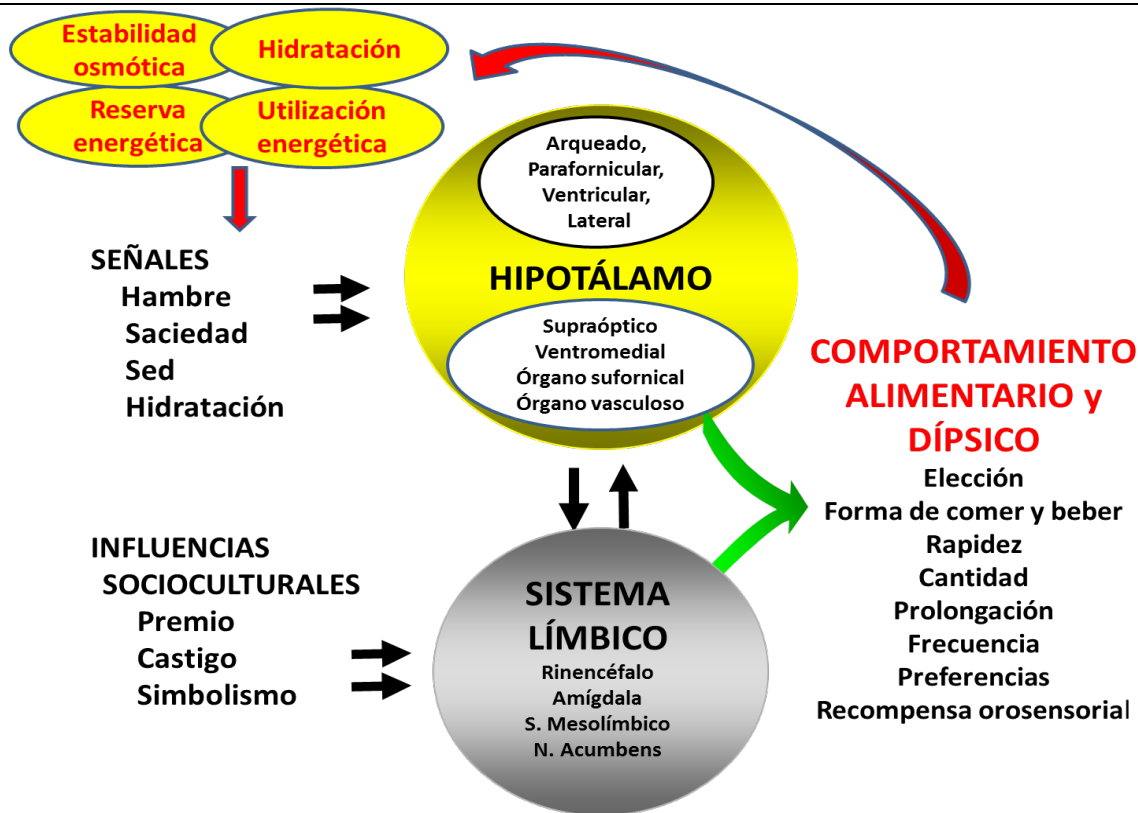 Estabilidad
osmótica
Hidratación
Reserva
energética
Utilización
energética
Arqueado,
Parafornicular,
Ventricular,
Lateral
HIPOTÁLAMO
Supraóptico
Ventromedial
Órgano sufornical
Órgano vasculoso
SEÑALES
Hambre
Saciedad
Sed
Hidratación
COMPORTAMIENTO
ALIMENTARIO y
DÍPSICO
Elección
Forma de comer y beber
Rapidez
Cantidad
Prolongación
Frecuencia
Preferencias
Recompensa orosensorial
INFLUENCIAS
SOCIOCULTURALES
Premio
Castigo
Simbolismo
SISTEMA
LÍMBICO
Rinencéfalo
Amígdala
S. Mesolímbico
N. Acumbens